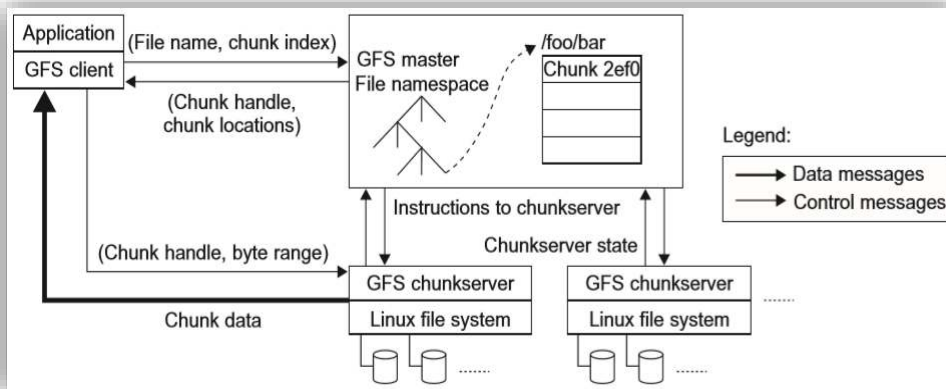 Application
GFS client
(File name, chunk index)
(Chunk handle,
chunk locations)
GFS master
File namespace
/foo/bar
Chunk 2ef0
Legend:
Data messages
Control messages
Instructions to chunkserver
Chunkserver state
(Chunk handle, byte range)
Chunk data
GFS chunkserver
Linux file system
GFS chunkserver
Linux file system